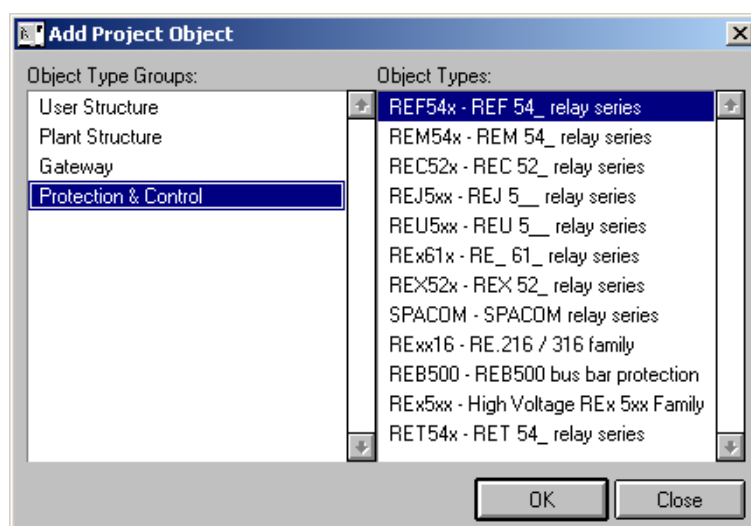 Add Project Object
Object Type Groups:
User Structure
Plant Structure
Gateway
Protection & Control
Object Types:
REF54x - REF 54_ relay series
REM54x - REM 54_ relay series
REC52x - REC 52_ relay series
REJ5xx - REJ 5__ relay series
REU5xx - REU 5__ relay series
REx61x - RE_ 61_ relay series
REX52x - REX 52_ relay series
SPACOM - SPACOM relay series
RExx16 - RE.216 / 316 family
REB500 - REB500 bus bar protection
REx5xx - High Voltage REx 5xx Family
RET54x - RET 54_ relay series
OK
Close